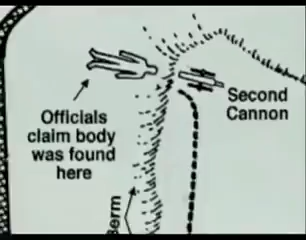 Officials
claim body
was found
here
Second
Cannon
Berm